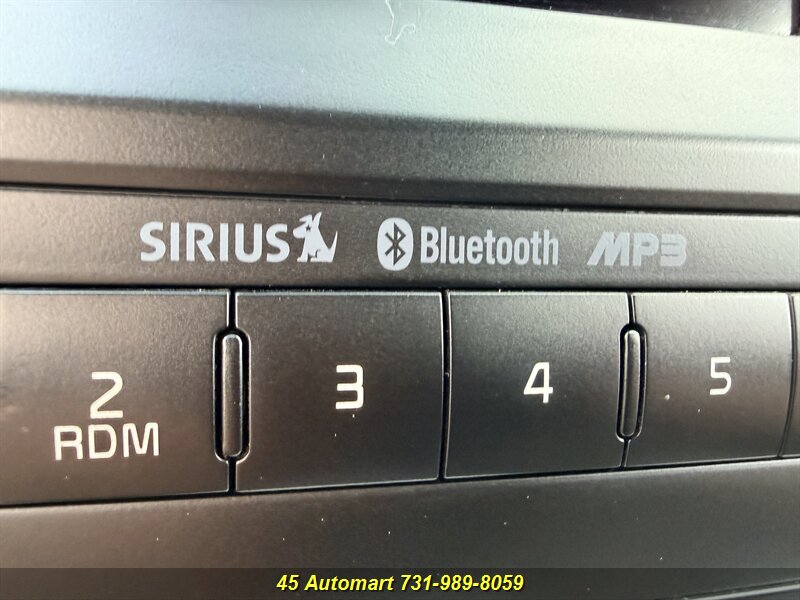 SIRIUS Bluetooth MP3
2 3 4 5
RDM
45 Automart 731-989-8059